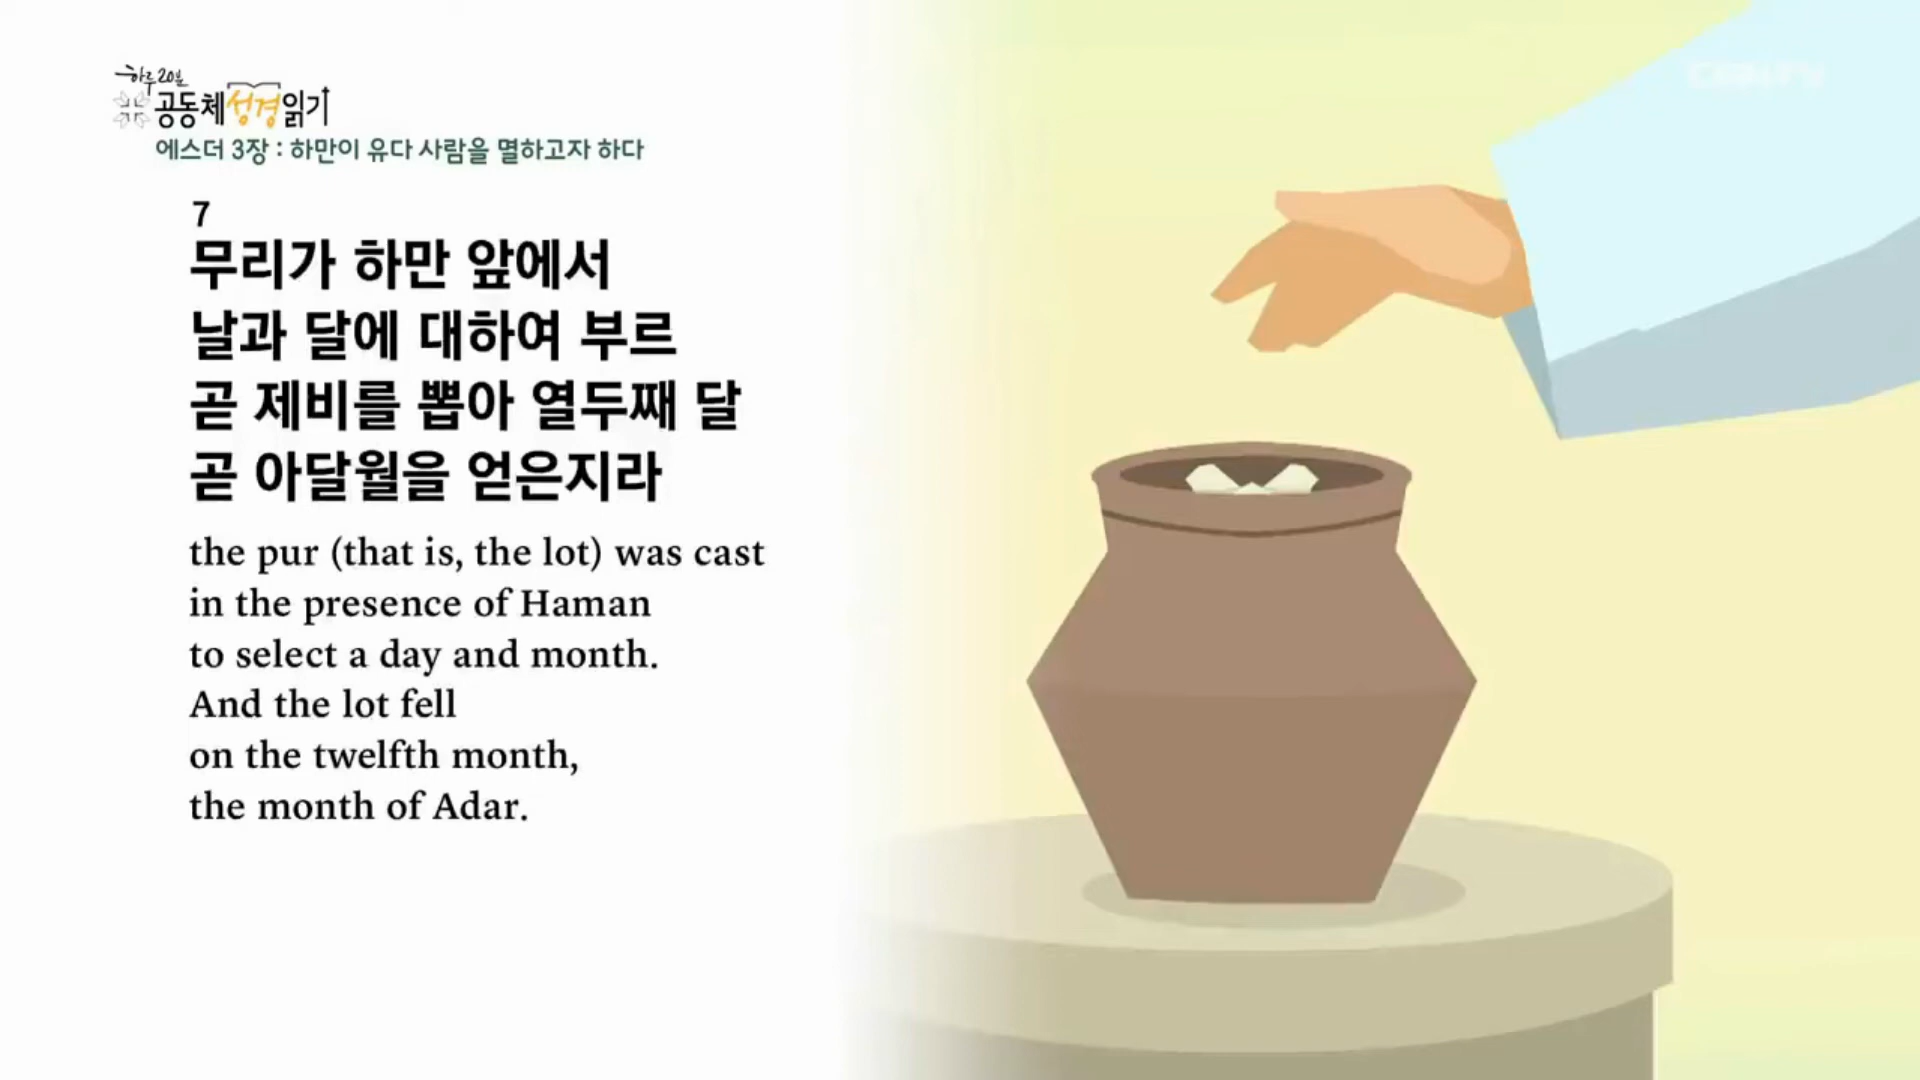 하루 20분
공동체성경읽기
에스더 3장 : 하만이 유다 사람을 멸하고자 하다
7
무리가 하만 앞에서
날과 달에 대하여 부르
곧 제비를 뽑아 열두째 달
곧 아달월을 얻은지라
the pur (that is, the lot) was cast
in the presence of Haman
to select a day and month.
And the lot fell
on the twelfth month,
the month of Adar.